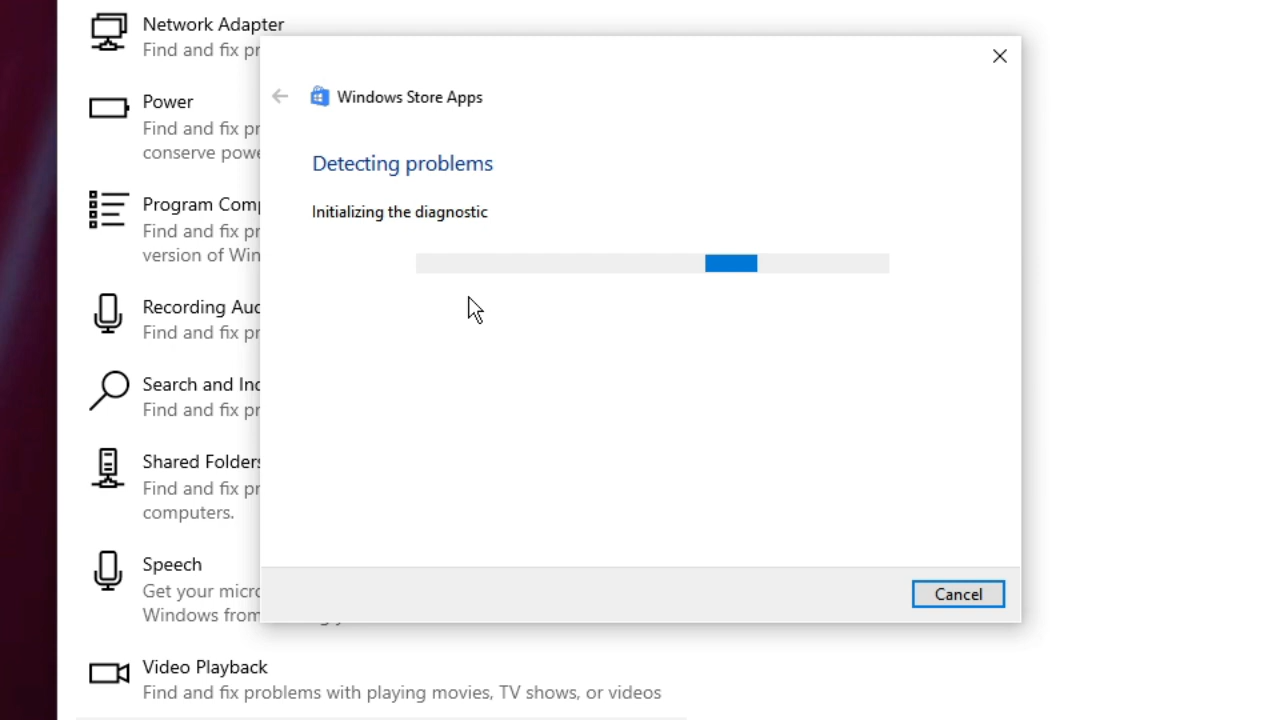 Network Adapter
Find and fix pr
Power
Find and fix pr
conserve powe
Program Comp
Find and fix pr
version of Win
Recording Aud
Find and fix pr
Search and Ind
Find and fix pr
Shared Folders
Find and fix pr
computers.
Speech
Get your micro
Windows from
Video Playback
Find and fix problems with playing movies, TV shows, or videos
Windows Store Apps
Detecting problems
Initializing the diagnostic
Cancel